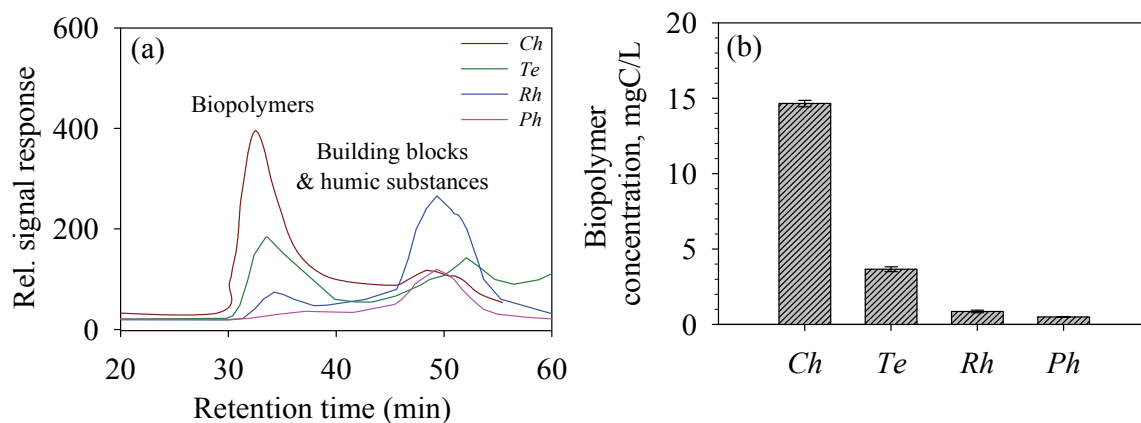 (a)
Rel. signal response
600
400
200
0
Ch
Te
Rh
Ph
Biopolymers
Building blocks
& humic substances
20 30 40 50 60
Retention time (min)
(b)
Biopolymer
concentration, mgC/L
20
15
10
5
0
Ch Te Rh Ph